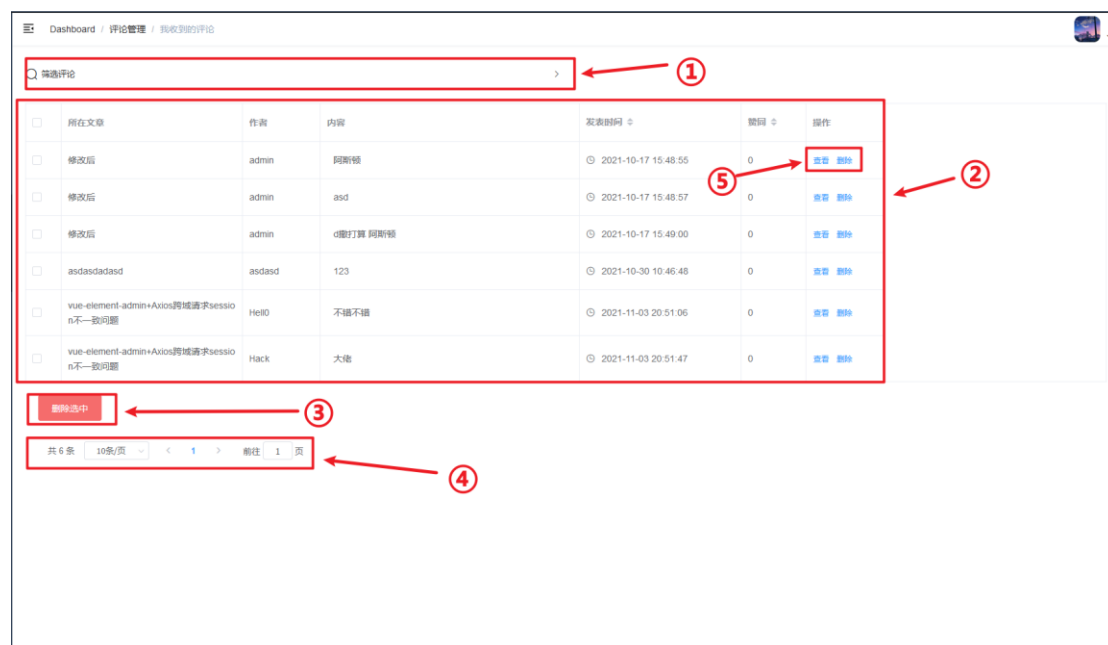 Dashboard / 评论管理 / 我收到的评论
筛选评论
①
所在文章 作者 内容 发表时间 赞同 操作
修改后 admin 阿斯顿 2021-10-17 15:48:55 0 查看 删除
⑤
②
修改后 admin asd 2021-10-17 15:48:57 0 查看 删除
修改后 admin d撒打算 阿斯顿 2021-10-17 15:49:00 0 查看 删除
asdasdadasd asdasd 123 2021-10-30 10:46:48 0 查看 删除
vue-element-admin+Axios跨域请求sessio
n不一致问题
Hell0 不错不错 2021-11-03 20:51:06 0 查看 删除
vue-element-admin+Axios跨域请求sessio
n不一致问题
Hack 大佬 2021-11-03 20:51:47 0 查看 删除
删除选中
③
共 6 条 10条/页 1 前往 1 页
④